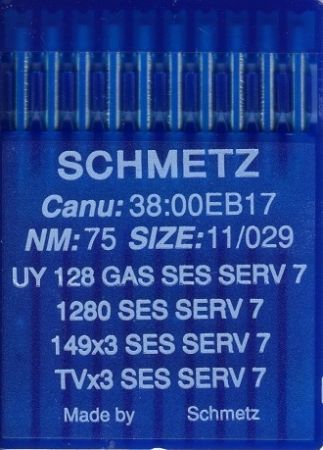 SCHMETZ
Canu: 38:00EB17
NM: 75 SIZE: 11/029
UY 128 GAS SES SERV 7
1280 SES SERV 7
149x3 SES SERV 7
TVx3 SES SERV 7
Made by Schmetz